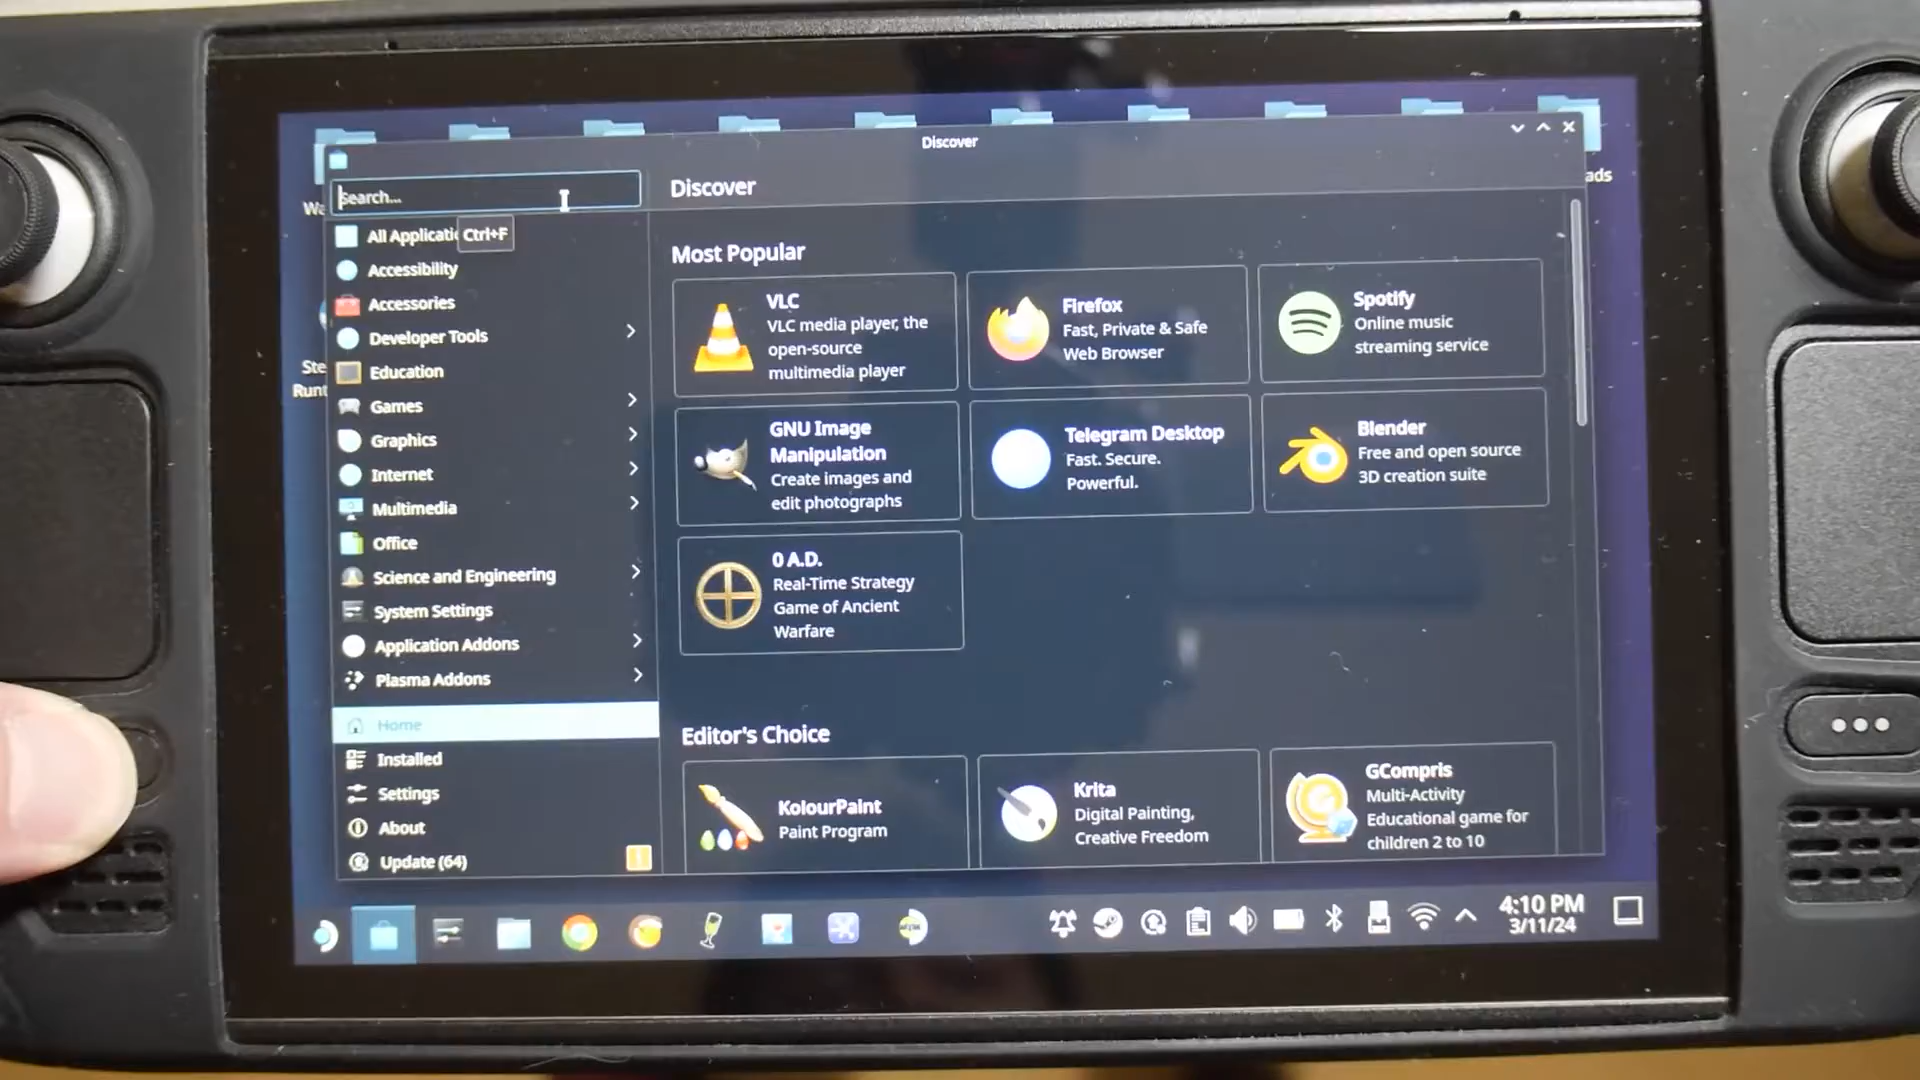 Discover
ads
Wa
Search...
Discover
All Applicatio
Ctrl+F
Accessibility
Accessories
Developer Tools
Education
Games
Graphics
Internet
Multimedia
Office
Science and Engineering
System Settings
Application Addons
Plasma Addons
Home
Installed
Settings
About
Update (64)
Ste
Runt
Most Popular
VLC
VLC media player, the
open-source
multimedia player
Firefox
Fast, Private & Safe
Web Browser
Spotify
Online music
streaming service
GNU Image
Manipulation
Create images and
edit photographs
Telegram Desktop
Fast. Secure.
Powerful.
Blender
Free and open source
3D creation suite
0 A.D.
Real-Time Strategy
Game of Ancient
Warfare
Editor's Choice
KolourPaint
Paint Program
Krita
Digital Painting,
Creative Freedom
GCompris
Multi-Activity
Educational game for
children 2 to 10
4:10 PM
3/11/24